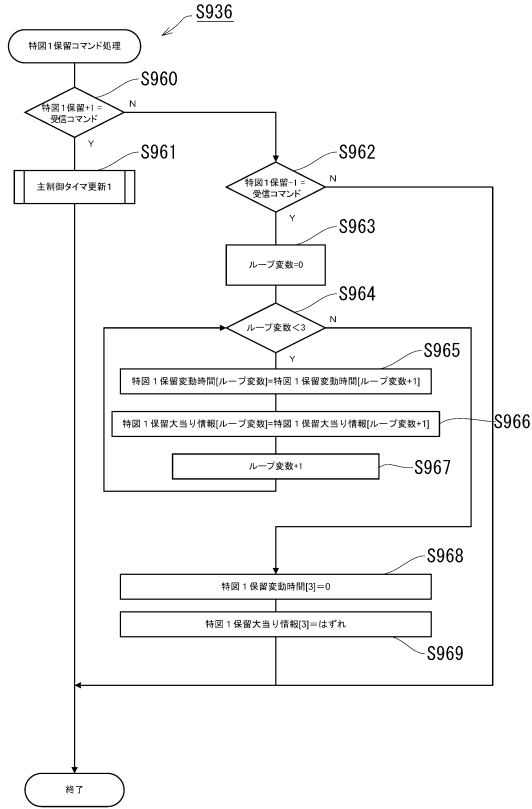 S936
特図1保留コマンド処理
S960
特図1保留+1=
受信コマンド
N
Y
S961
主制御タイマ更新1
S962
特図1保留-1=
受信コマンド
N
Y
S963
ループ変数=0
S964
ループ変数<3
N
Y
S965
特図1保留変動時間[ループ変数]=特図1保留変動時間[ループ変数+1]
S966
特図1保留大当り情報[ループ変数]=特図1保留大当り情報[ループ変数+1]
ループ変数+1
S967
S968
特図1保留変動時間[3]=0
特図1保留大当り情報[3]=はずれ
S969
終了